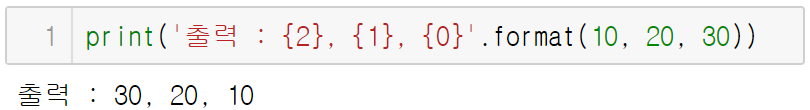 1 print('출력 : {2}, {1}, {0}'.format(10, 20, 30))
출력 : 30, 20, 10